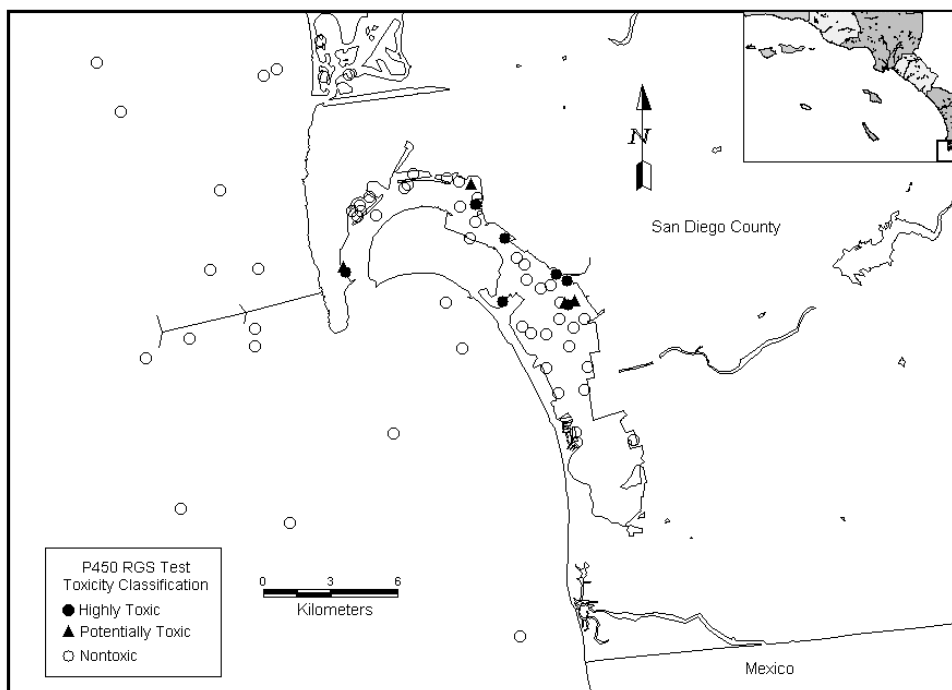 N
San Diego County
P450 RGS Test
Toxicity Classification
Highly Toxic
Potentially Toxic
Nontoxic
0 3 6
Kilometers
Mexico